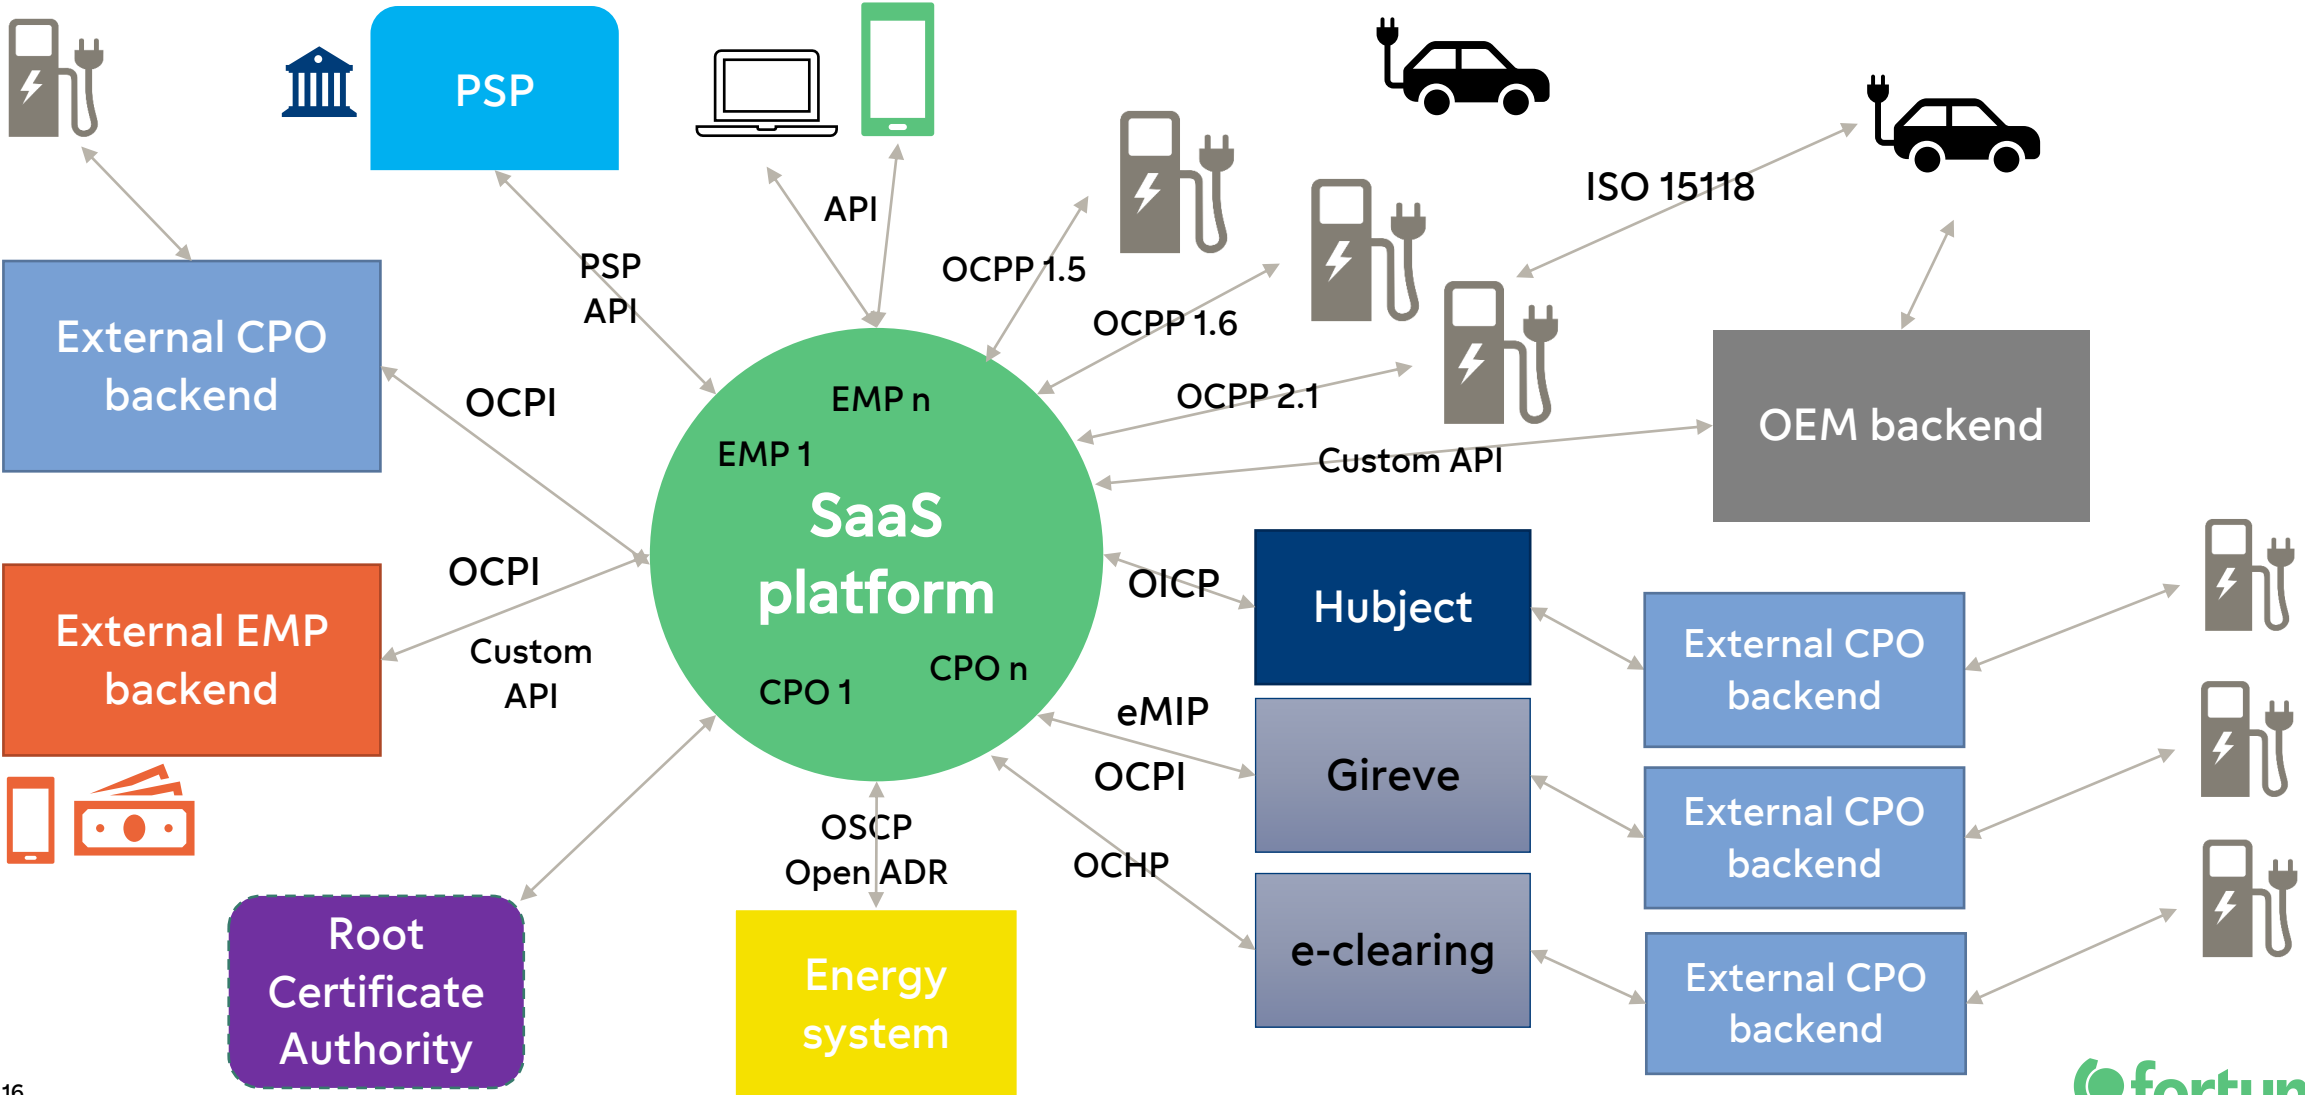 PSP
API
ISO 15118
PSP
API
OCPP 1.5
OCPP 1.6
External CPO
backend
OCPI
EMP n
OCPP 2.1
OEM backend
EMP 1
Custom API
SaaS
platform
OCPI
OICP
Hubject
External EMP
backend
Custom
API
CPO n
CPO 1
External CPO
backend
eMIP
OCPI
Gireve
External CPO
backend
OSCP
Open ADR
OCHP
Root
Certificate
Authority
Energy
system
e-clearing
External CPO
backend
16
fortum